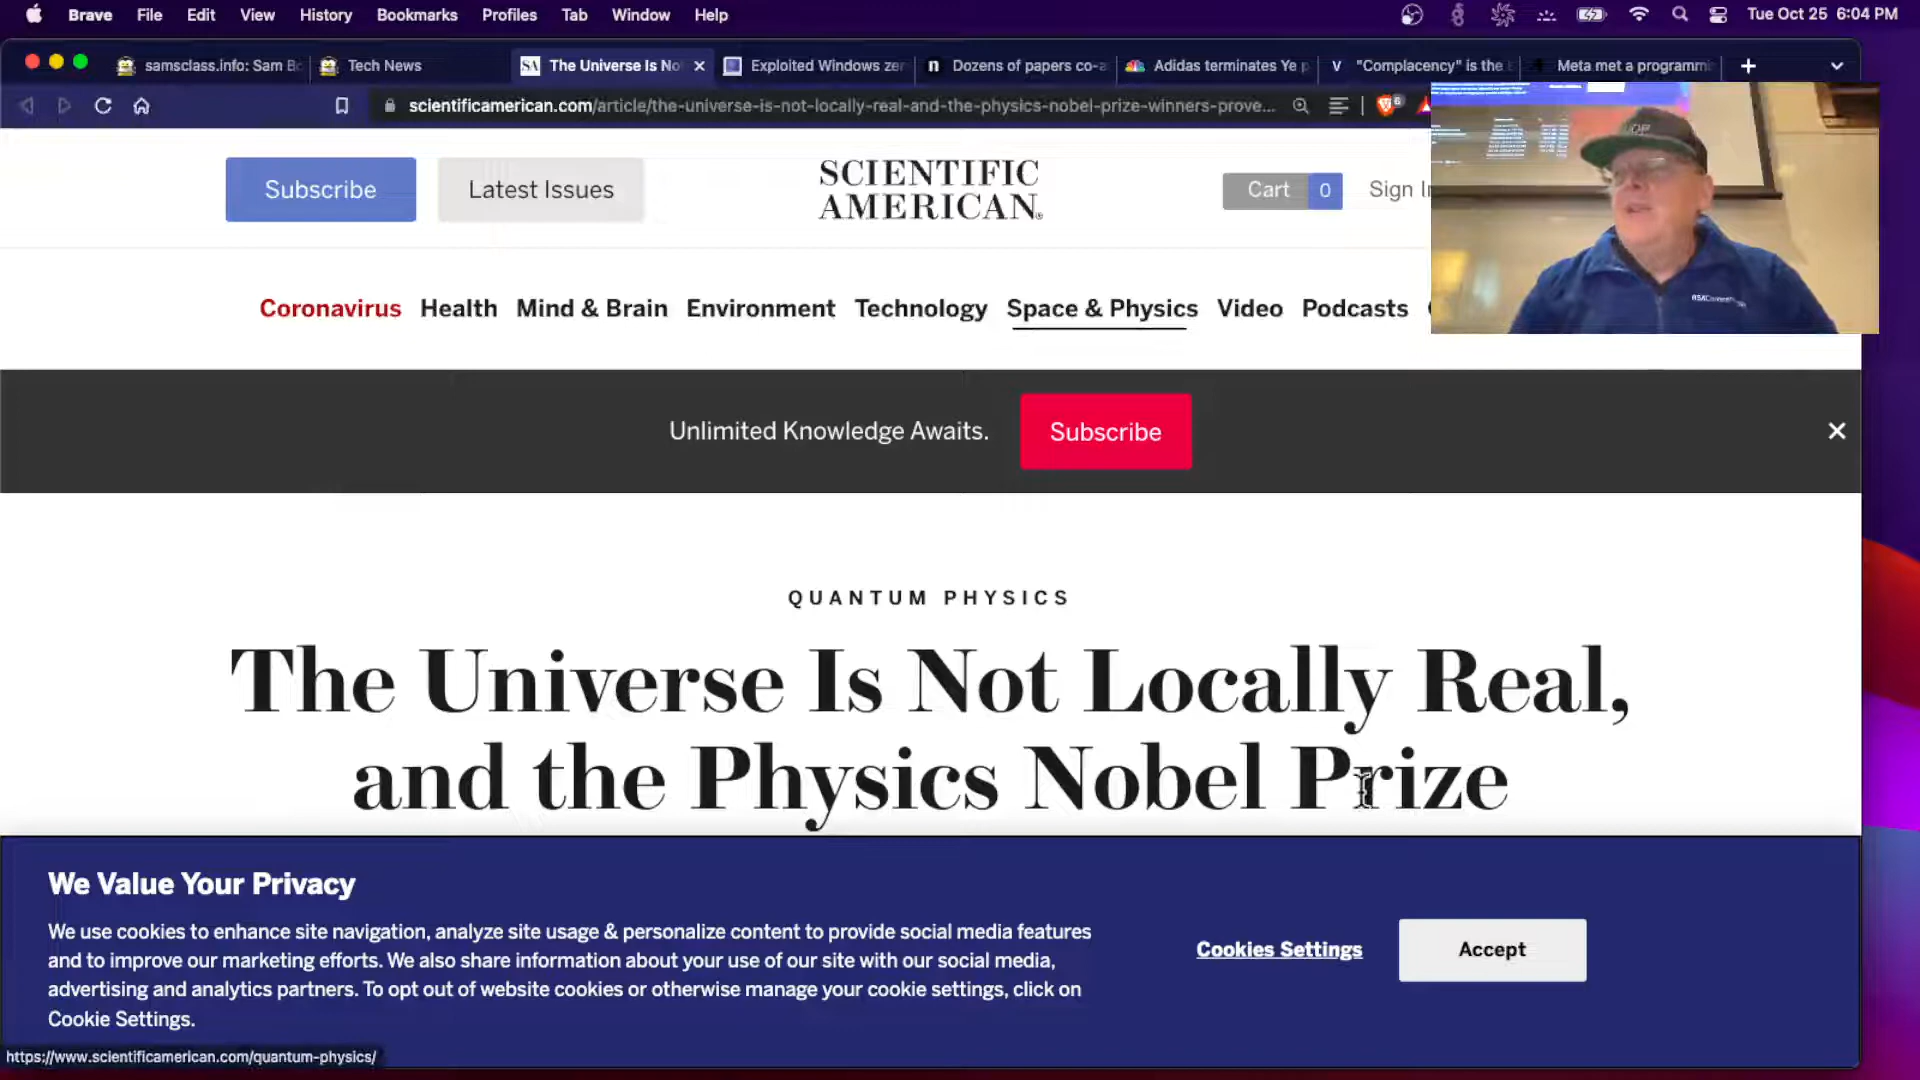 Brave File Edit View History Bookmarks Profiles Tab Window Help Tue Oct 25 6:04 PM
samsclass.info: Sam Bo Tech News SA The Universe Is No Exploited Windows zer n Dozens of papers co-a Adidas terminates Ye p V "Complacency" is the Meta met a programmi
scientificamerican.com/article/the-universe-is-not-locally-real-and-the-physics-nobel-prize-winners-prove... 6
Subscribe Latest Issues SCIENTIFIC Cart 0 Sign In
AMERICAN®
Coronavirus Health Mind & Brain Environment Technology Space & Physics Video Podcasts
Unlimited Knowledge Awaits. Subscribe
QUANTUM PHYSICS
The Universe Is Not Locally Real,
and the Physics Nobel Prize
We Value Your Privacy
We use cookies to enhance site navigation, analyze site usage & personalize content to provide social media features
and to improve our marketing efforts. We also share information about your use of our site with our social media,
advertising and analytics partners. To opt out of website cookies or otherwise manage your cookie settings, click on
Cookie Settings.
Cookies Settings Accept
https://www.scientificamerican.com/quantum-physics/